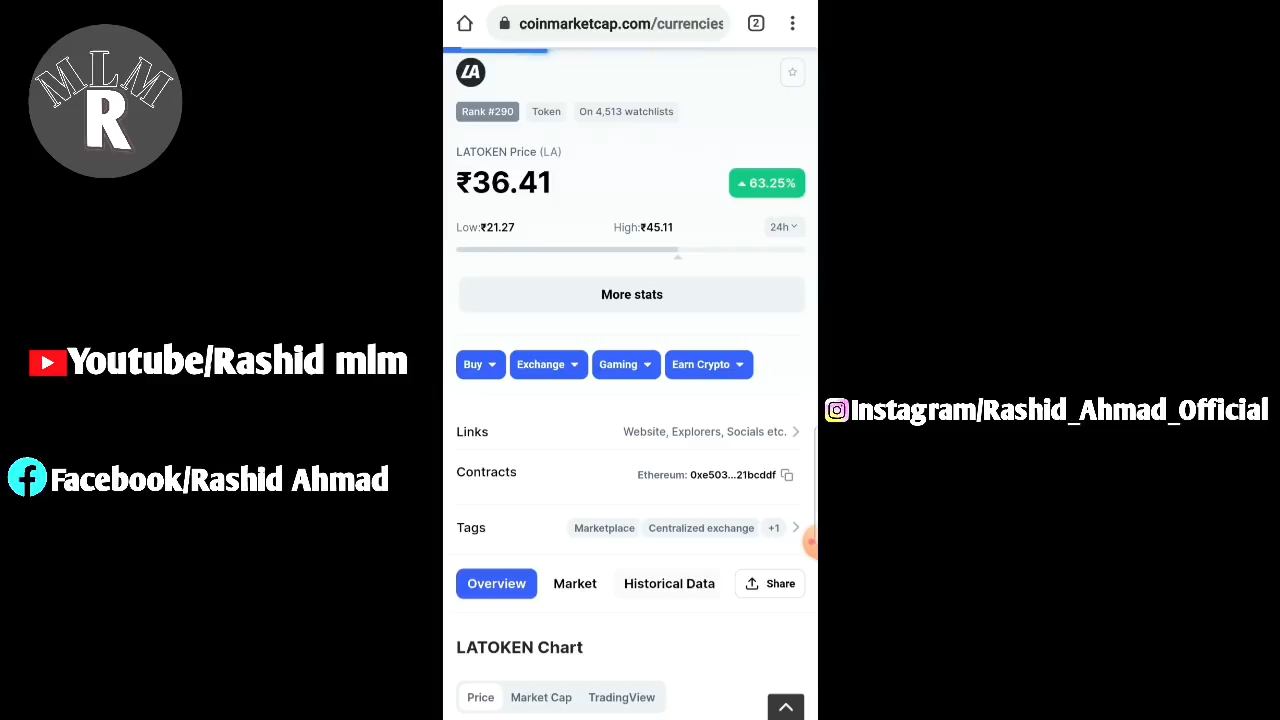 MLM
R
coinmarketcap.com/currencies
2
LA
Rank #290 Token On 4,513 watchlists
LATOKEN Price (LA)
₹36.41
63.25%
Low:₹21.27 High:₹45.11 24h
More stats
Buy Exchange Gaming Earn Crypto
Links Website, Explorers, Socials etc.
Contracts Ethereum: 0xe503...21bcddf
Tags Marketplace Centralized exchange +1
Overview Market Historical Data Share
LATOKEN Chart
Price Market Cap TradingView
Youtube/Rashid mlm
Facebook/Rashid Ahmad
Instagram/Rashid_Ahmad_Official